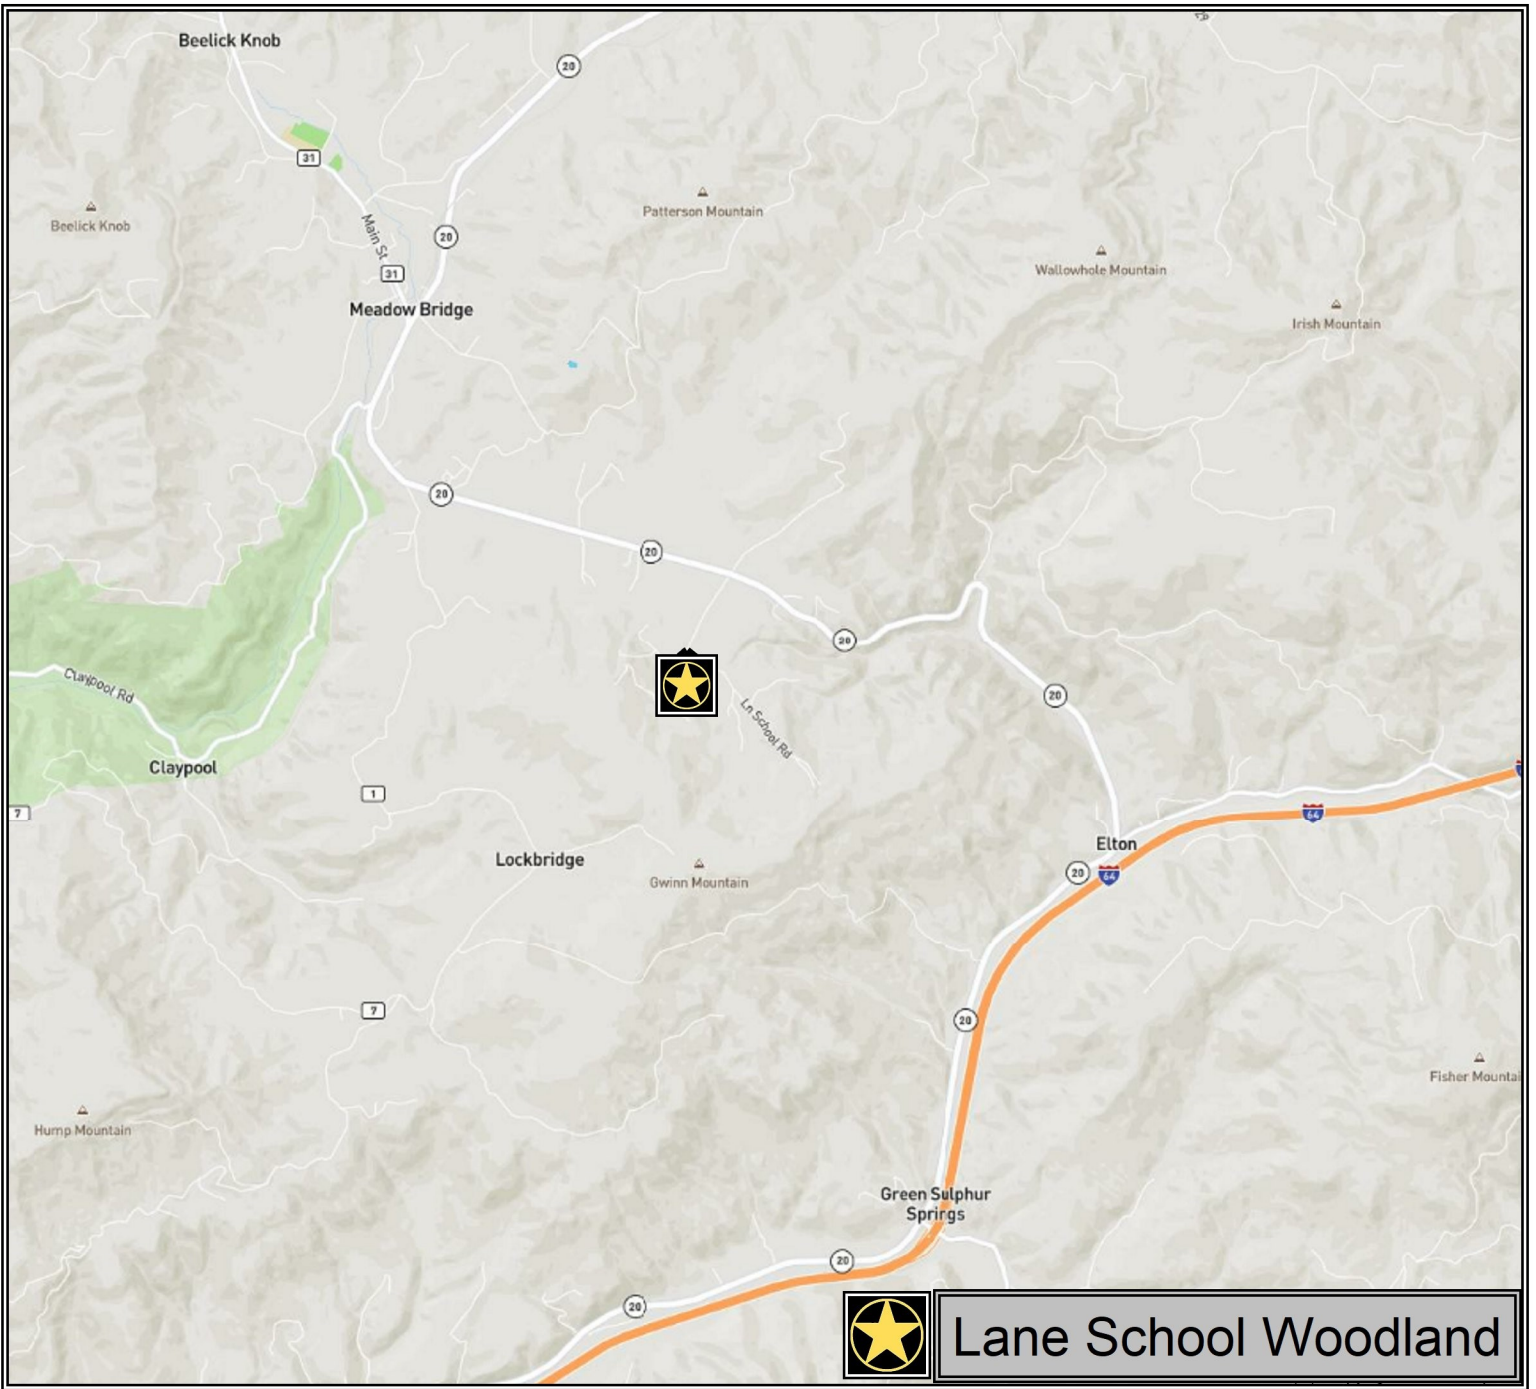 Beelick Knob
20
31
Beelick Knob
Patterson Mountain
Main St
20
Wallowhole Mountain
31
Meadow Bridge
Irish Mountain
20
20
20
Claypool Rd
20
Ln School Rd
Claypool
1
7
64
Elton
Lockbridge
20
64
Gwinn Mountain
7
20
Fisher Mountai
Hump Mountain
Green Sulphur
Springs
20
20
Lane School Woodland